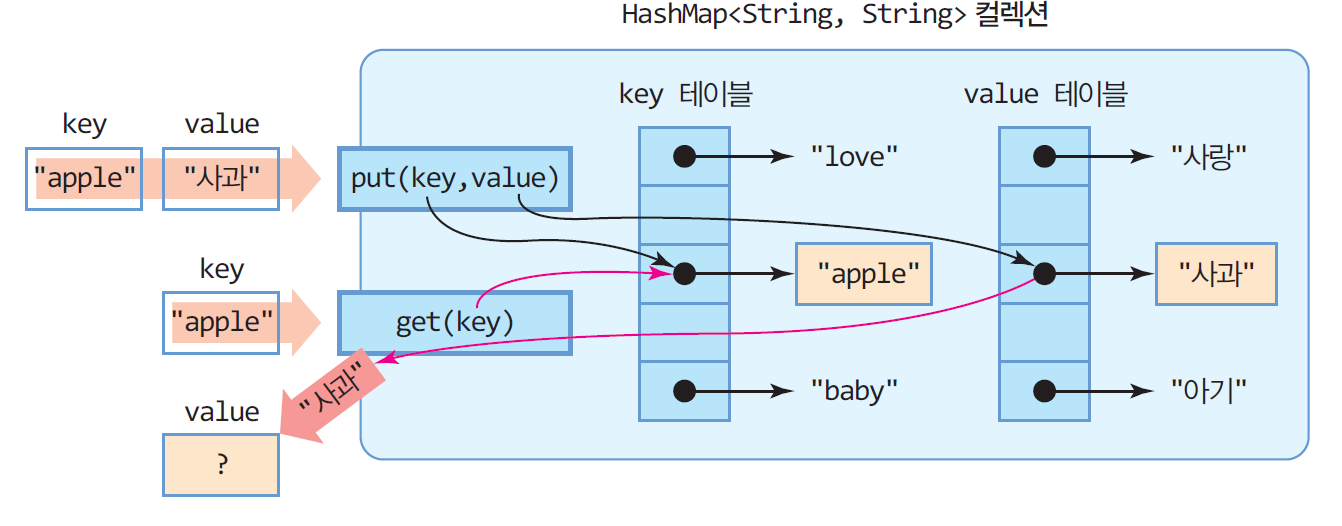 HashMap<String, String> 컬렉션
key 테이블
value 테이블
key
value
"apple"
"사과"
put(key,value)
"love"
"사랑"
"apple"
"사과"
key
"apple"
get(key)
"사과"
"baby"
"아기"
value
?